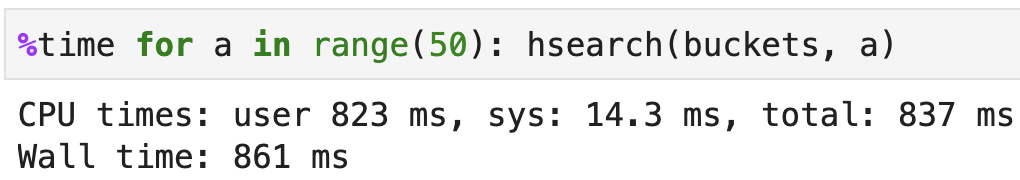 %time for a in range(50): hsearch(buckets, a)
CPU times: user 823 ms, sys: 14.3 ms, total: 837 ms
Wall time: 861 ms